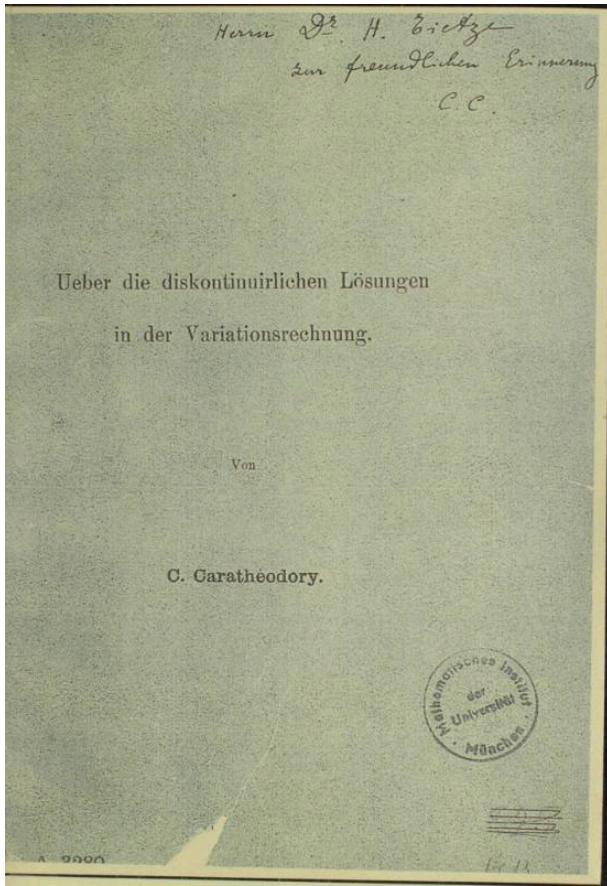 Herrn Dr. H. Tietze
zur freundlichen Erinnerung
C. C.
Ueber die diskontinuirlichen Lösungen
in der Variationsrechnung.
Von
C. Caratheodory.
Mathematisches Institut
der
Universität
München